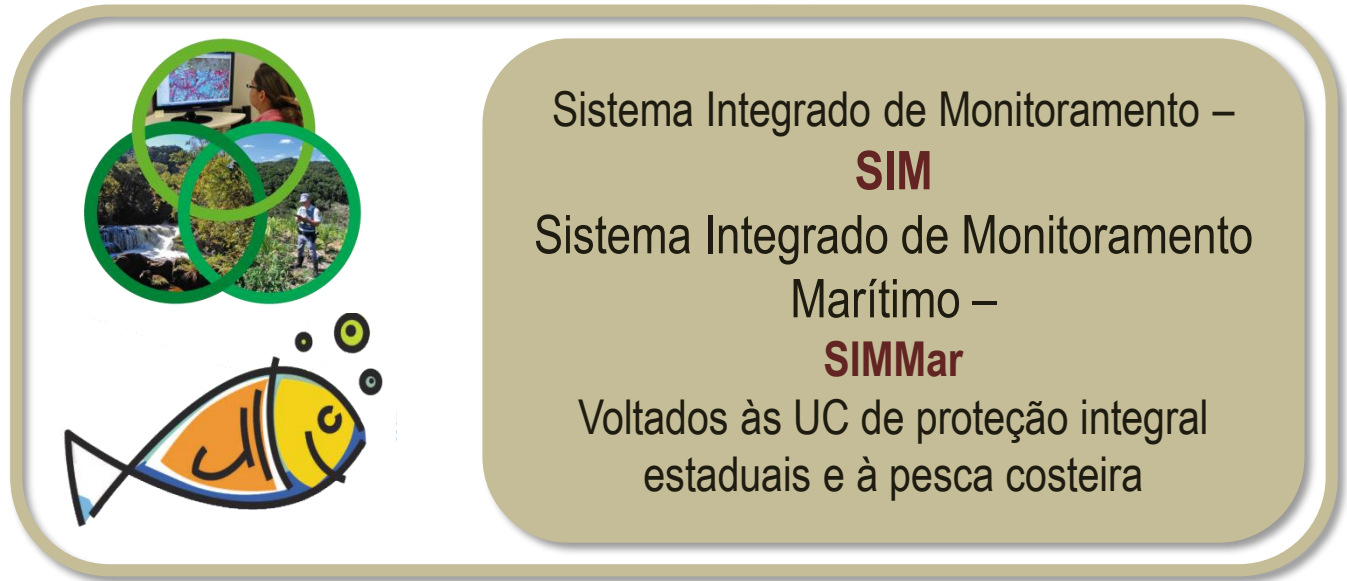 Sistema Integrado de Monitoramento –
SIM
Sistema Integrado de Monitoramento
Marítimo –
SIMMar
Voltados às UC de proteção integral
estaduais e à pesca costeira